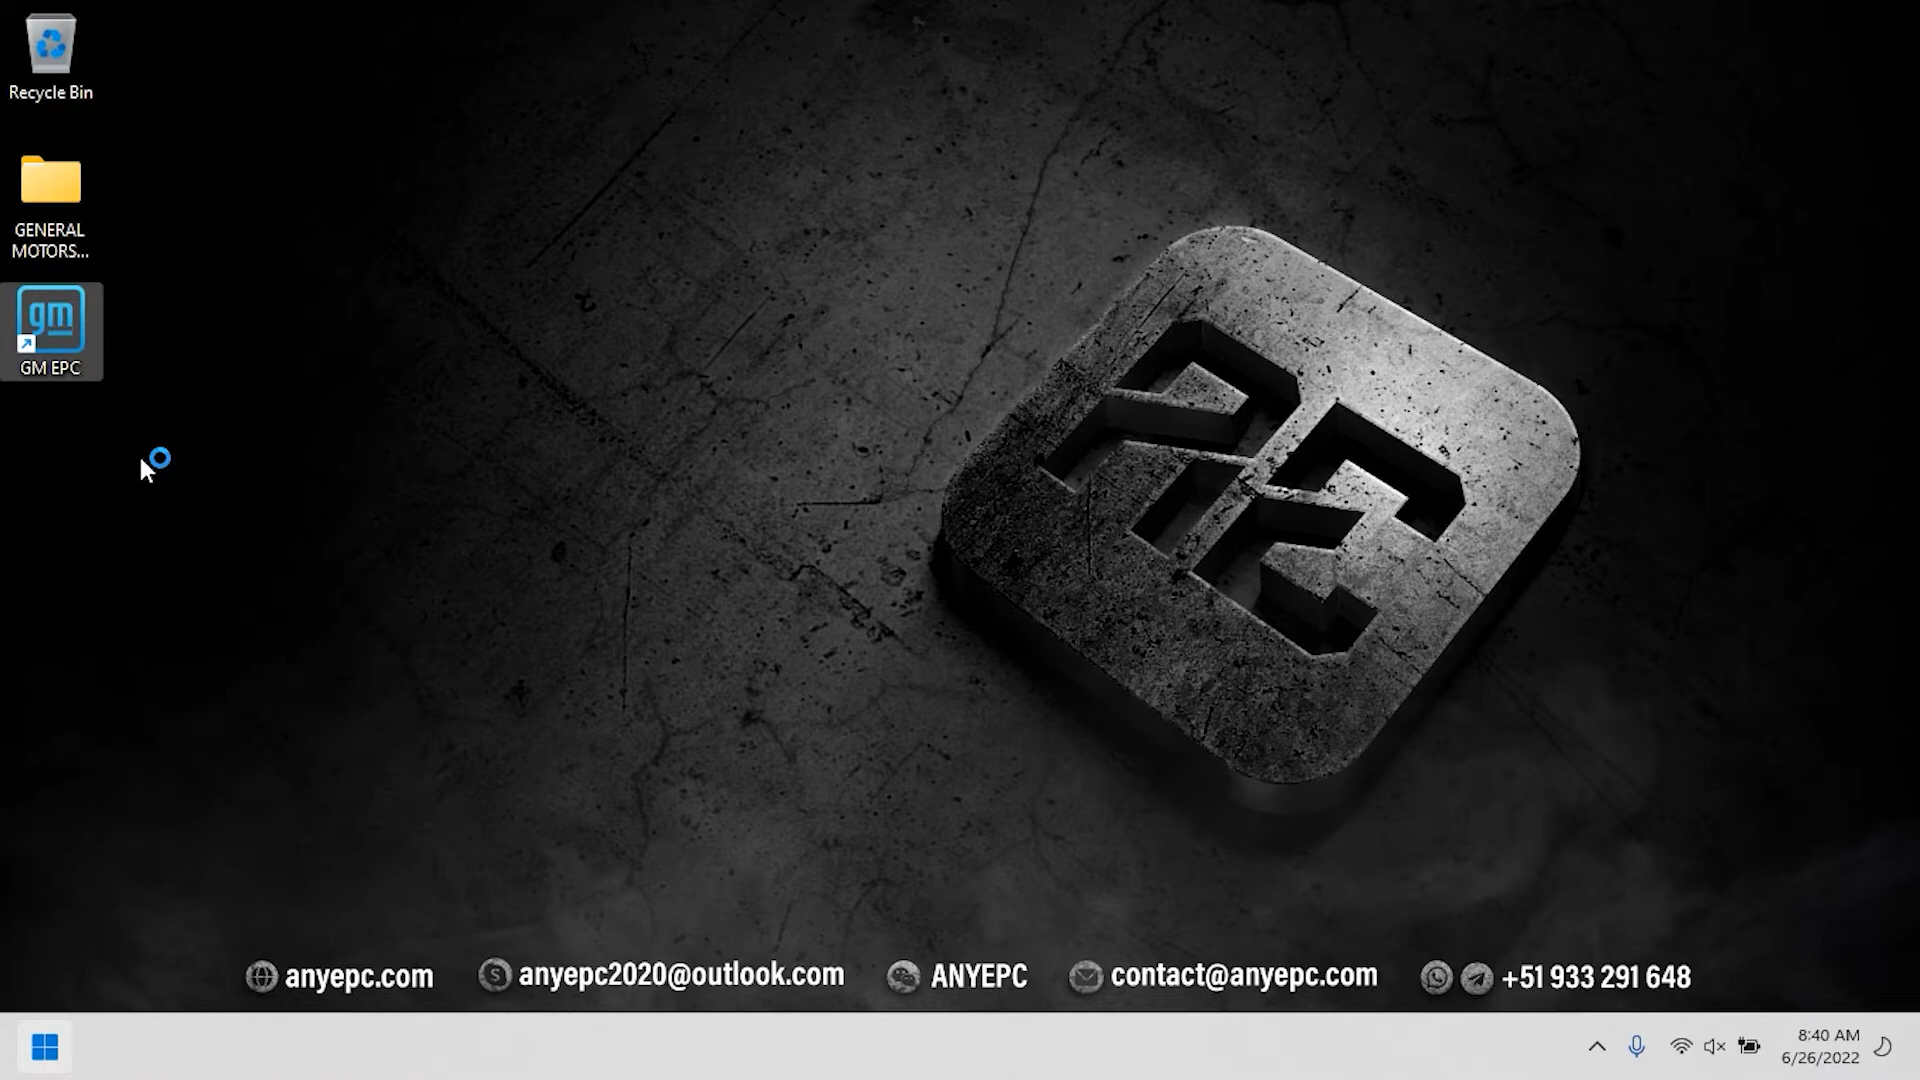 Recycle Bin
GENERAL
MOTORS...
gm
GM EPC
anyepc.com
S anyepc2020@outlook.com
ANYEPC
contact@anyepc.com
+51 933 291 648
8:40 AM
6/26/2022